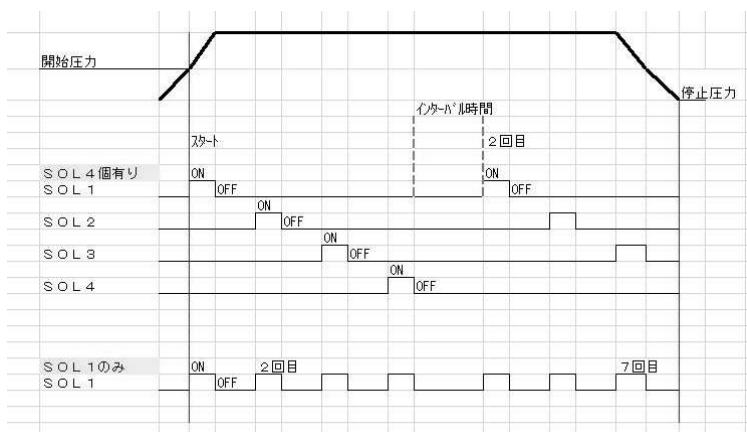 開始圧力
停止圧力
インターバル時間
スタート
2回目
SOL4個有り
ON
ON
SOL1
OFF
OFF
ON
SOL2
OFF
ON
SOL3
OFF
ON
SOL4
OFF
SOL1のみ
ON
2回目
7回目
SOL1
OFF